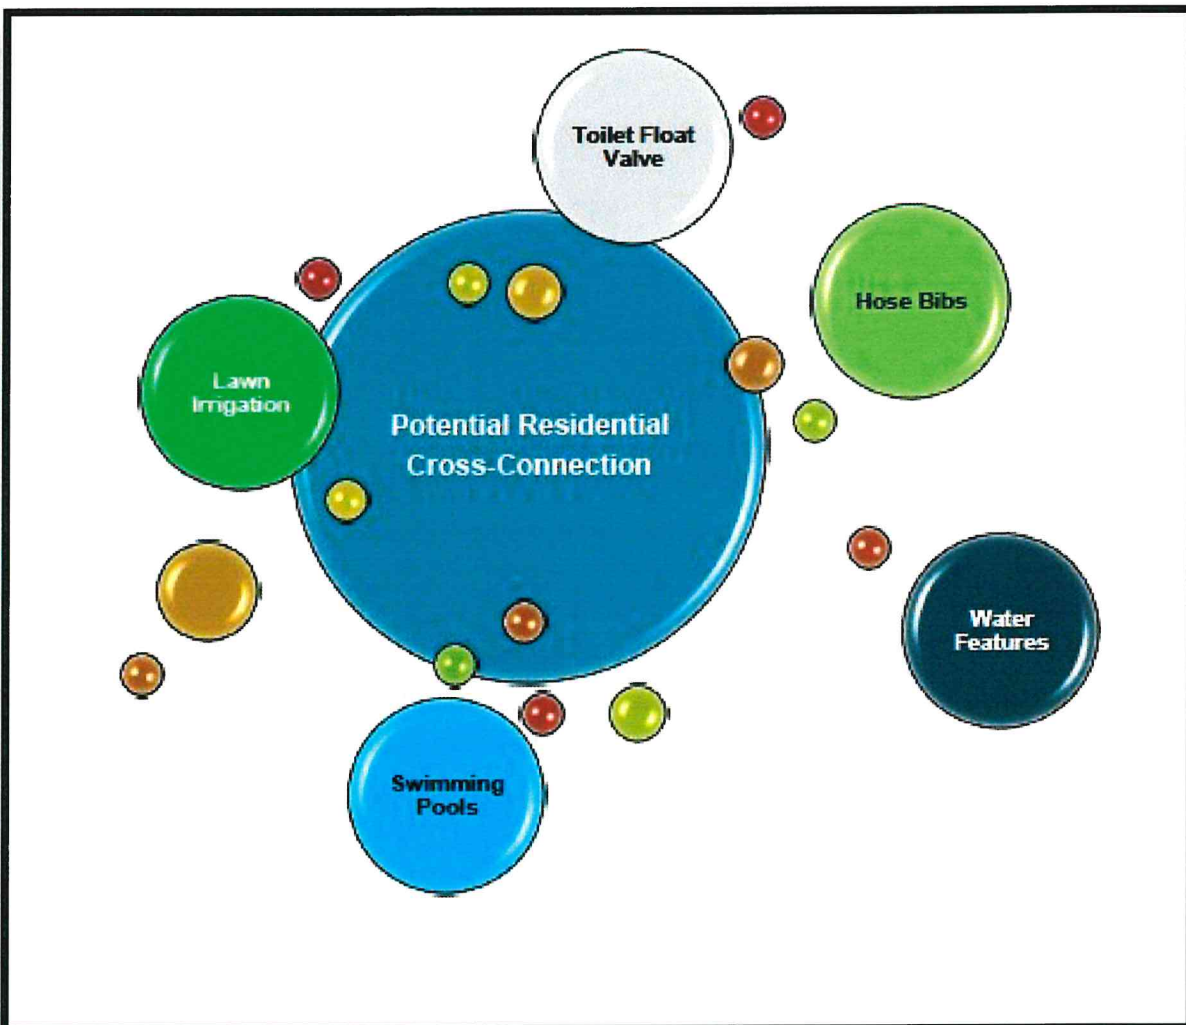 Toilet Float
Valve
Hose Bibs
Lawn
Irrigation
Potential Residential
Cross-Connection
Water
Features
Swimming
Pools